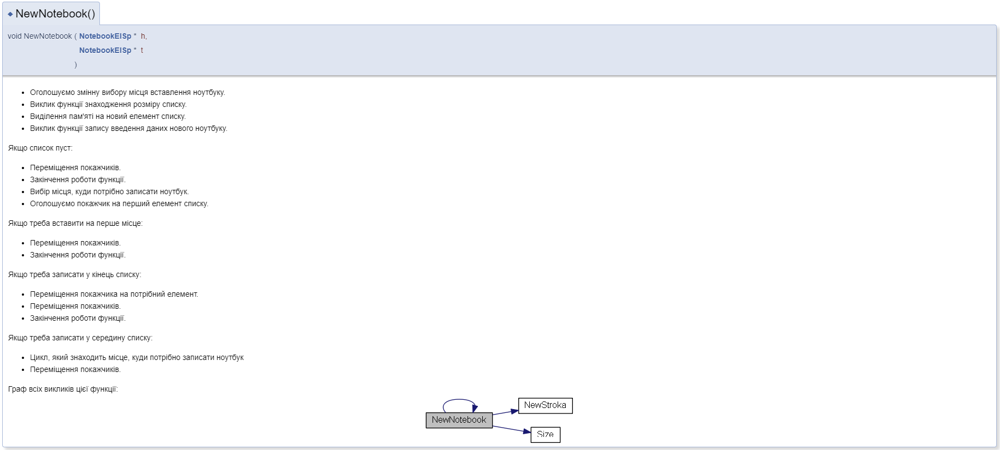 NewNotebook()
void NewNotebook ( NotebookElSp * h,
NotebookElSp * t
)
Оголошуємо змінну вибору місця вставлення ноутбуку.
Виклик функції знаходження розміру списку.
Виділення пам'яті на новий елемент списку.
Виклик функції запису введення даних нового ноутбуку.
Якщо список пуст:
Переміщення покажчиків.
Закінчення роботи функції.
Вибір місця, куди потрібно записати ноутбук.
Оголошуємо покажчик на перший елемент списку.
Якщо треба вставити на перше місце:
Переміщення покажчиків.
Закінчення роботи функції.
Якщо треба записати у кінець списку:
Переміщення покажчика на потрібний елемент.
Переміщення покажчиків.
Закінчення роботи функції.
Якщо треба записати у середину списку:
Цикл, який знаходить місце, куди потрібно записати ноутбук
Переміщення покажчиків.
Граф всіх викликів цієї функції:
NewStroka
NewNotebook
Size